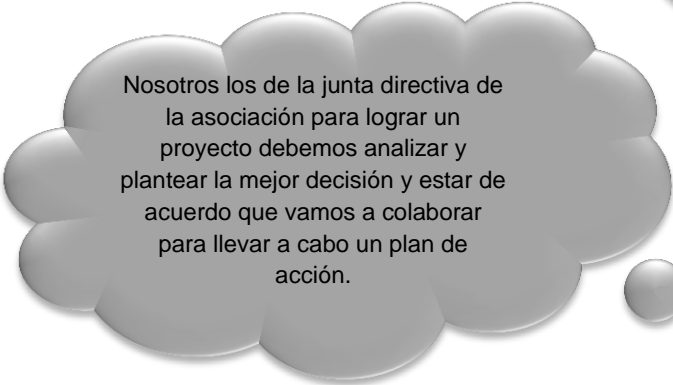 Nosotros los de la junta directiva de
la asociación para lograr un
proyecto debemos analizar y
plantear la mejor decisión y estar de
acuerdo que vamos a colaborar
para llevar a cabo un plan de
acción.